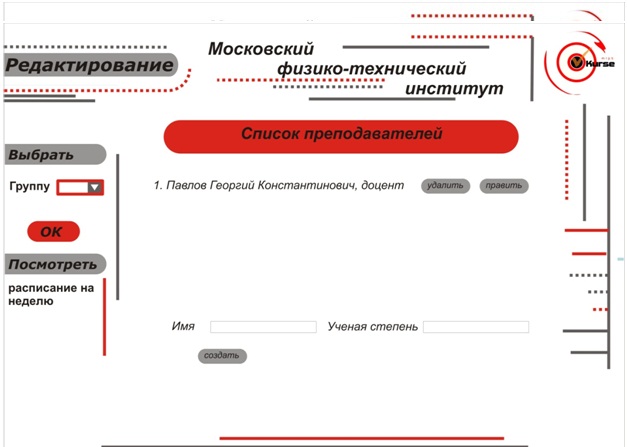 Московский
физико-технический
институт
Редактирование
Kurse
Список преподавателей
Выбрать
Группу
1. Павлов Георгий Константинович, доцент
удалить
править
ОК
Посмотреть
расписание на
неделю
Имя
Ученая степень
создать